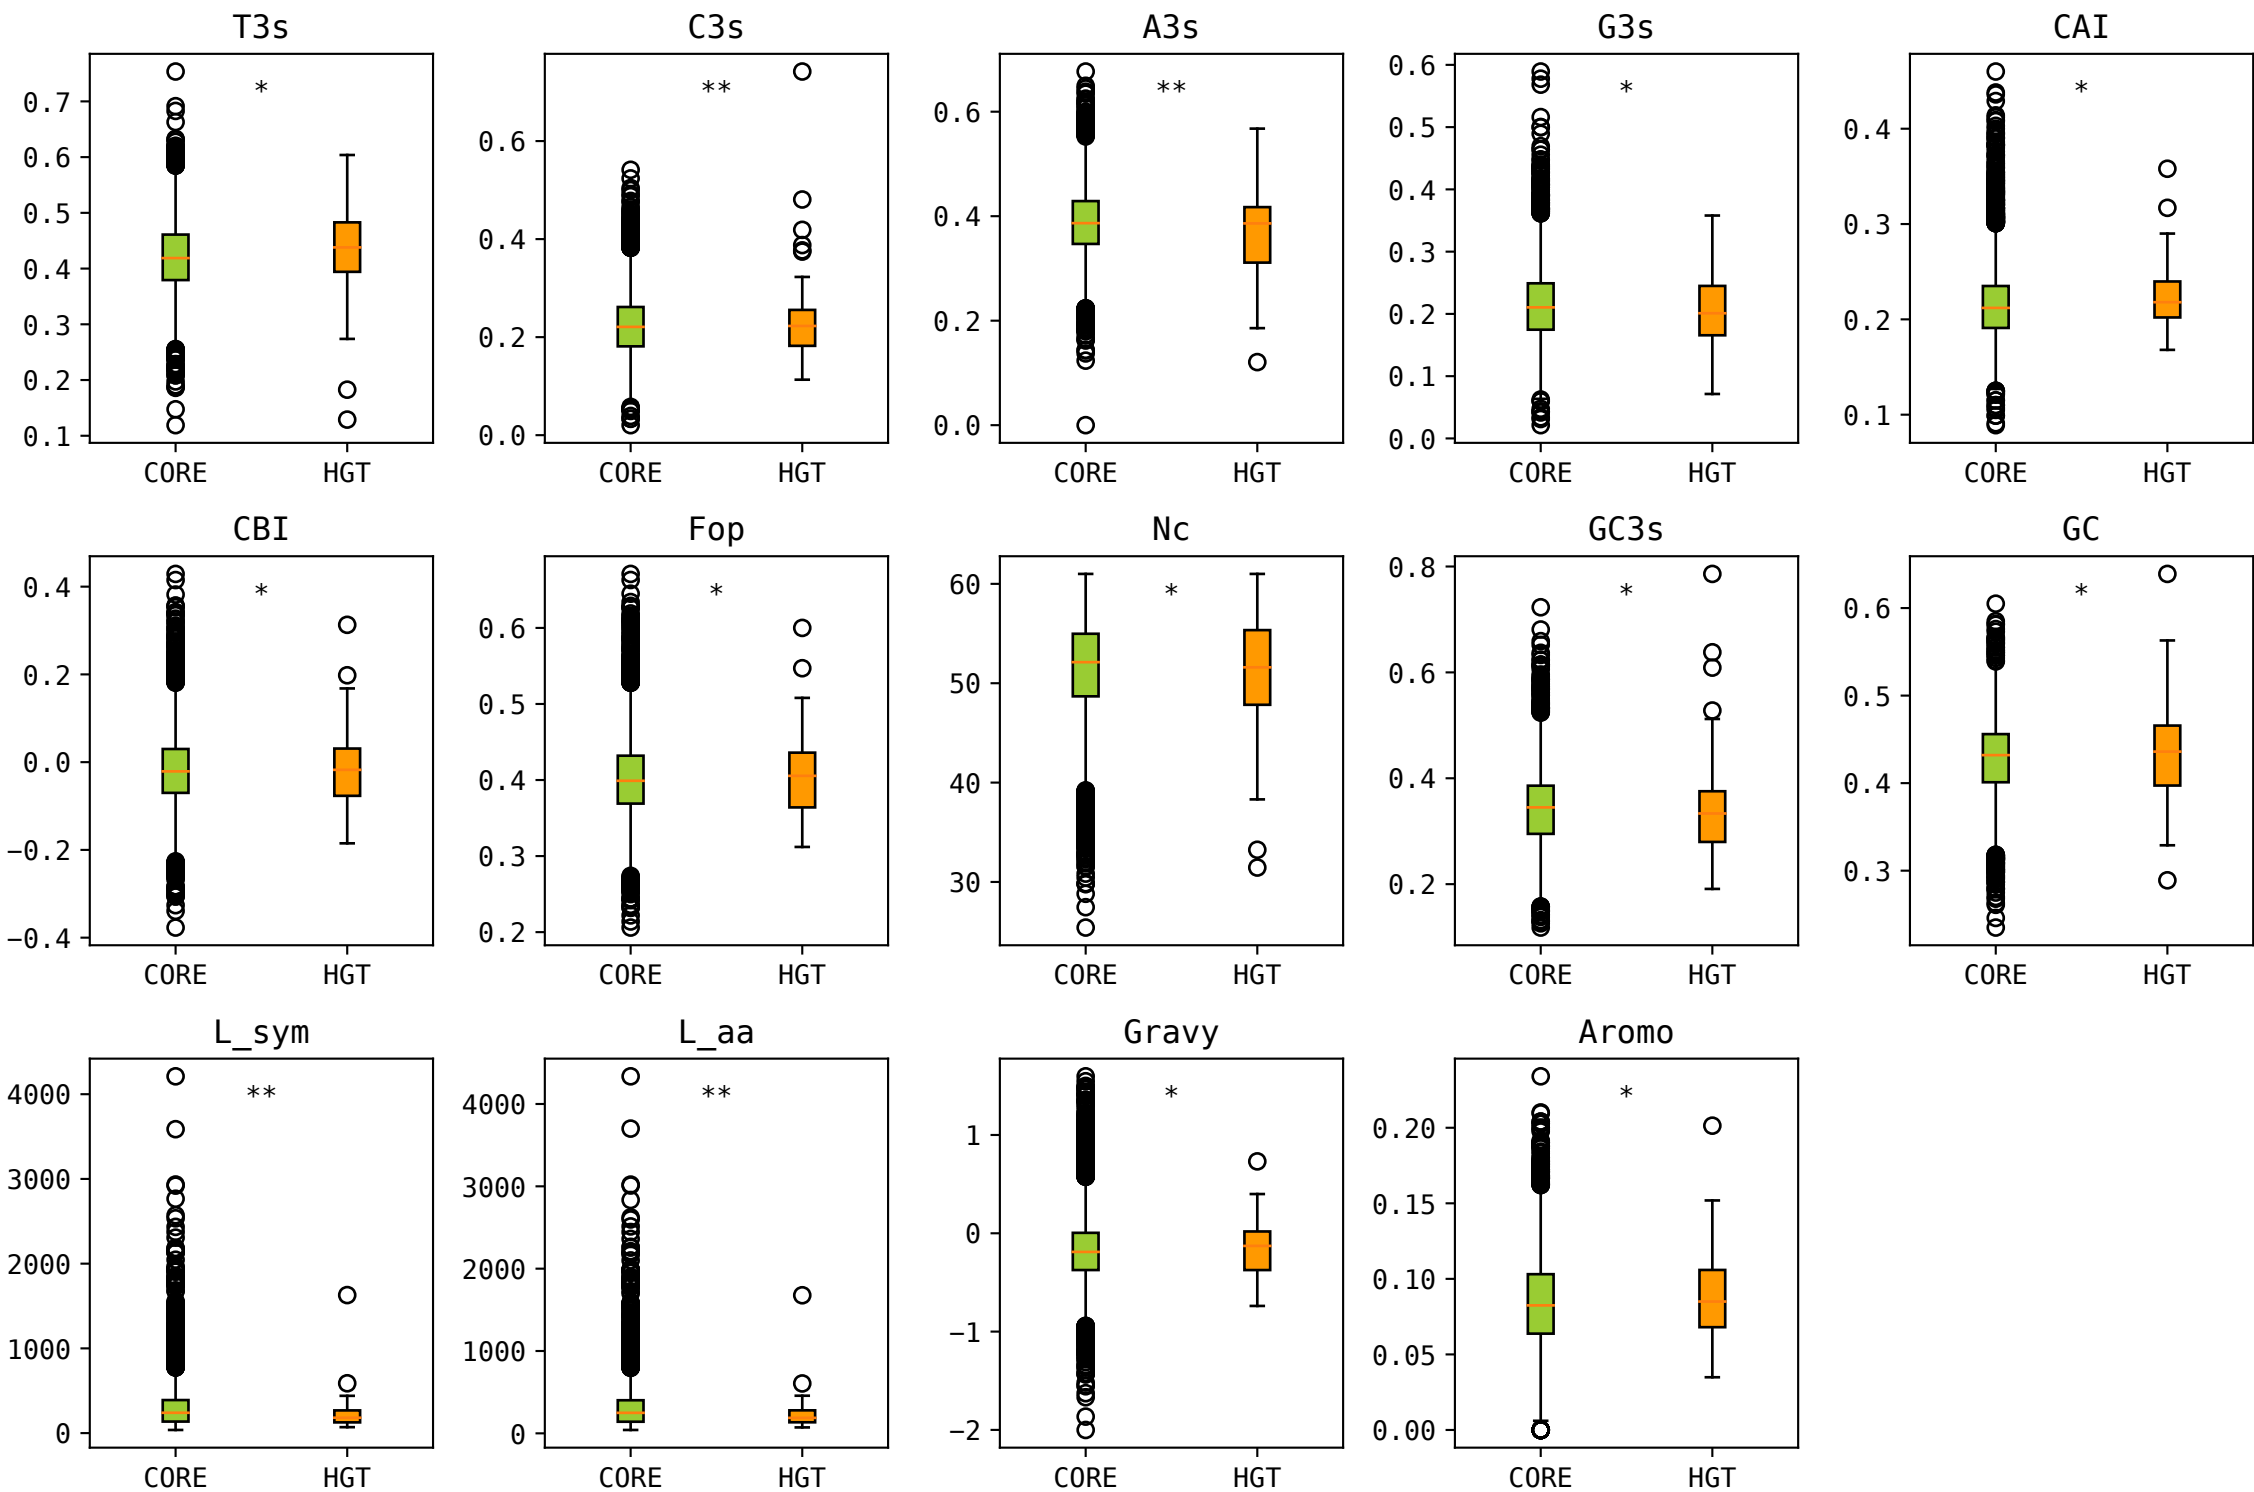 T3s
C3s
A3s
G3s
CAI
*
**
**
*
*
0.7
0.6
0.5
0.4
0.3
0.2
0.1
0.6
0.4
0.2
0.0
0.6
0.4
0.2
0.0
0.6
0.5
0.4
0.3
0.2
0.1
0.0
0.4
0.3
0.2
0.1
CORE HGT
CORE HGT
CORE HGT
CORE HGT
CORE HGT
CBI
Fop
Nc
GC3s
GC
*
*
*
*
*
0.4
0.2
0.0
−0.2
−0.4
0.6
0.5
0.4
0.3
0.2
60
50
40
30
0.8
0.6
0.4
0.2
0.6
0.5
0.4
0.3
CORE HGT
CORE HGT
CORE HGT
CORE HGT
CORE HGT
L_sym
L_aa
Gravy
Aromo
**
**
*
*
4000
3000
2000
1000
0
4000
3000
2000
1000
0
1
0
−1
−2
0.20
0.15
0.10
0.05
0.00
CORE HGT
CORE HGT
CORE HGT
CORE HGT